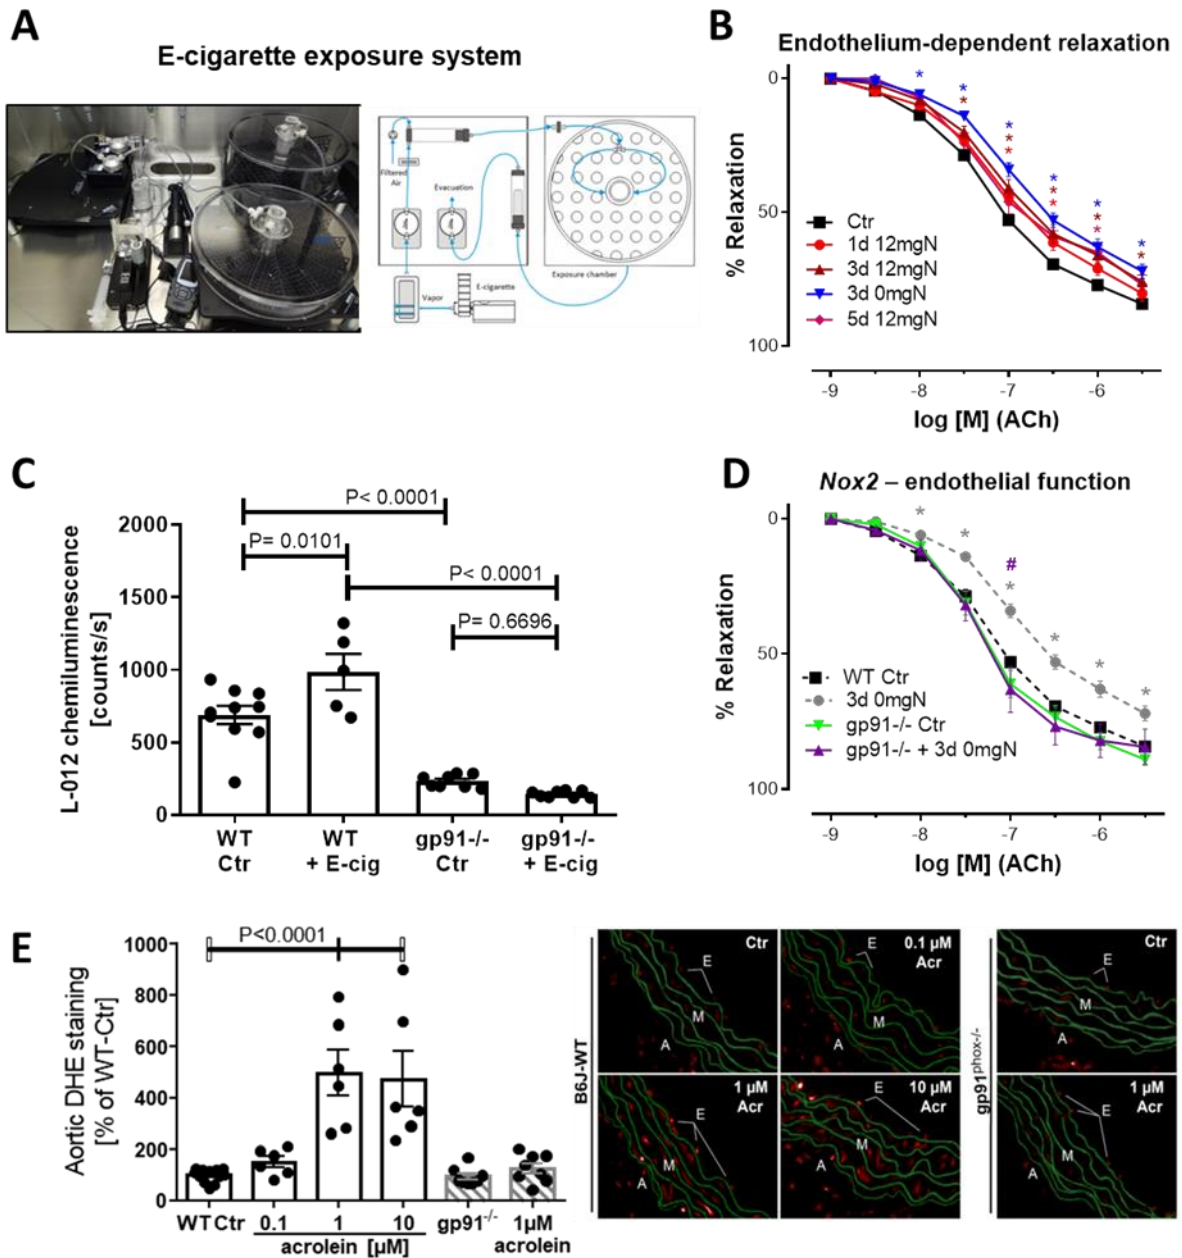 A
E-cigarette exposure system
Filtered
Air
Evacuation
Vapor
E-cigarette
Exposure chamber
B
Endothelium-dependent relaxation
* * * * * *
* * * * *
* * *
0
50
100
% Relaxation
Ctr
1d 12mgN
3d 12mgN
3d 0mgN
5d 12mgN
-9 -8 -7 -6
log [M] (ACh)
C
P< 0.0001
P= 0.0101
P< 0.0001
P= 0.6696
2000
1500
1000
500
0
L-012 chemiluminescence
[counts/s]
WT
Ctr
WT
+ E-cig
gp91-/-
Ctr
gp91-/-
+ E-cig
D
Nox2 – endothelial function
#
* * * * * *
0
50
100
% Relaxation
WT Ctr
3d 0mgN
gp91-/- Ctr
gp91-/- + 3d 0mgN
-9 -8 -7 -6
log [M] (ACh)
E
P<0.0001
1000
800
600
400
200
0
Aortic DHE staining
[% of WT-Ctr]
WT Ctr 0.1 1 10 gp91-/- 1µM
acrolein [µM] acrolein
B6J-WT
Ctr
E
M
A
0.1 µM
Acr
E
M
A
1 µM
Acr
E
M
A
10 µM
Acr
E
M
A
gp91phox-/-
Ctr
E
M
A
1 µM
Acr
E
M
A